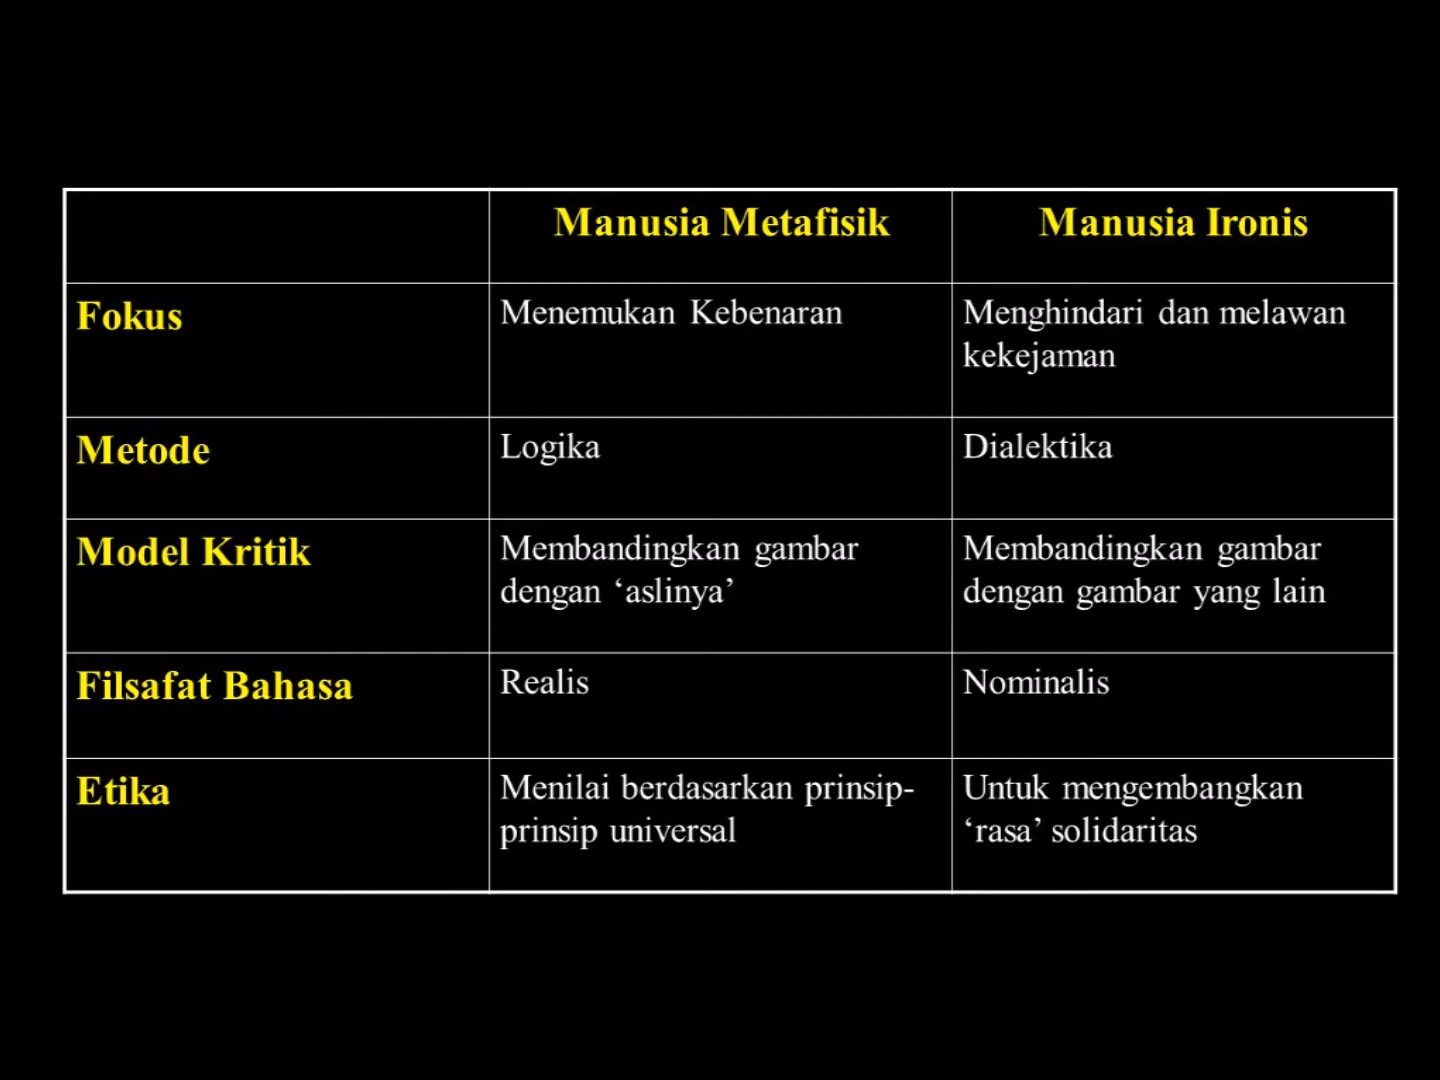 Manusia Metafisik
Manusia Ironis
Fokus
Menemukan Kebenaran
Menghindari dan melawan
kekejaman
Metode
Logika
Dialektika
Model Kritik
Membandingkan gambar
dengan ‘aslinya’
Membandingkan gambar
dengan gambar yang lain
Filsafat Bahasa
Realis
Nominalis
Etika
Menilai berdasarkan prinsip-
prinsip universal
Untuk mengembangkan
‘rasa’ solidaritas